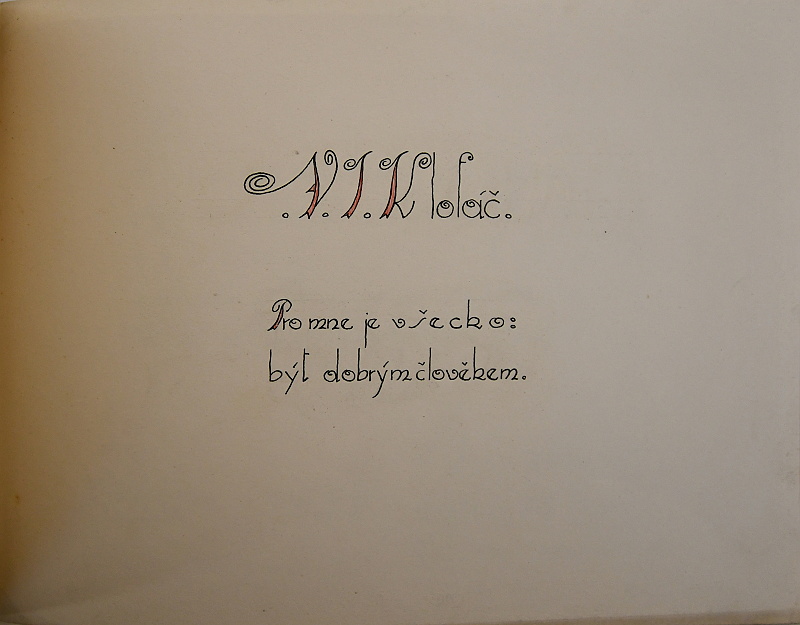 .V.J.Klofáč.
Pro mne je všecko:
být dobrým člověkem.